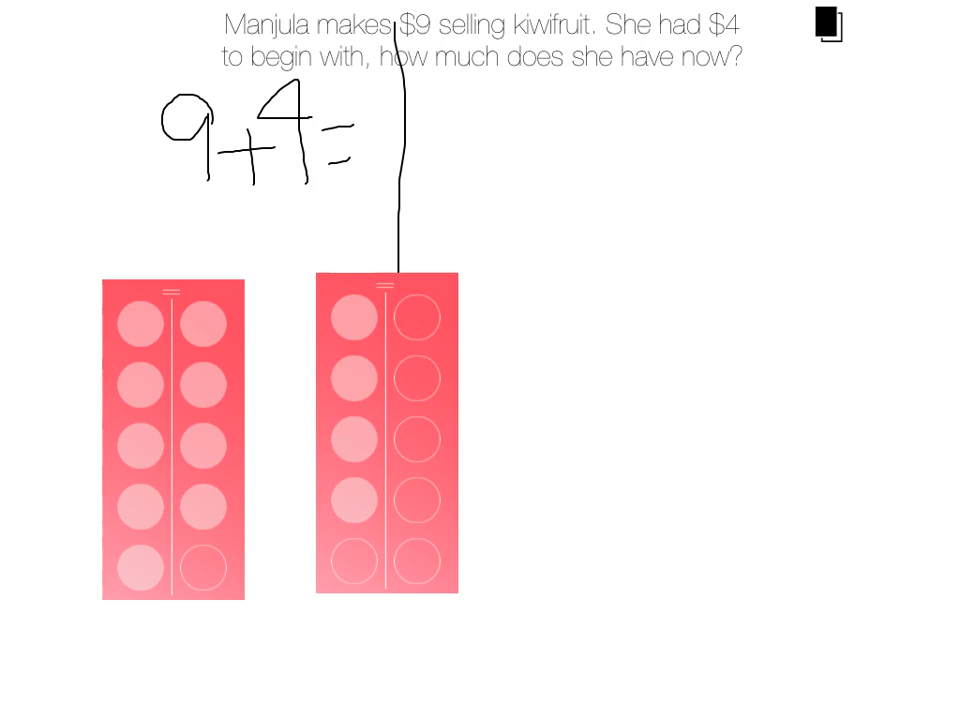 Manjula makes $9 selling kiwifruit. She had $4
to begin with, how much does she have now?
9+4=